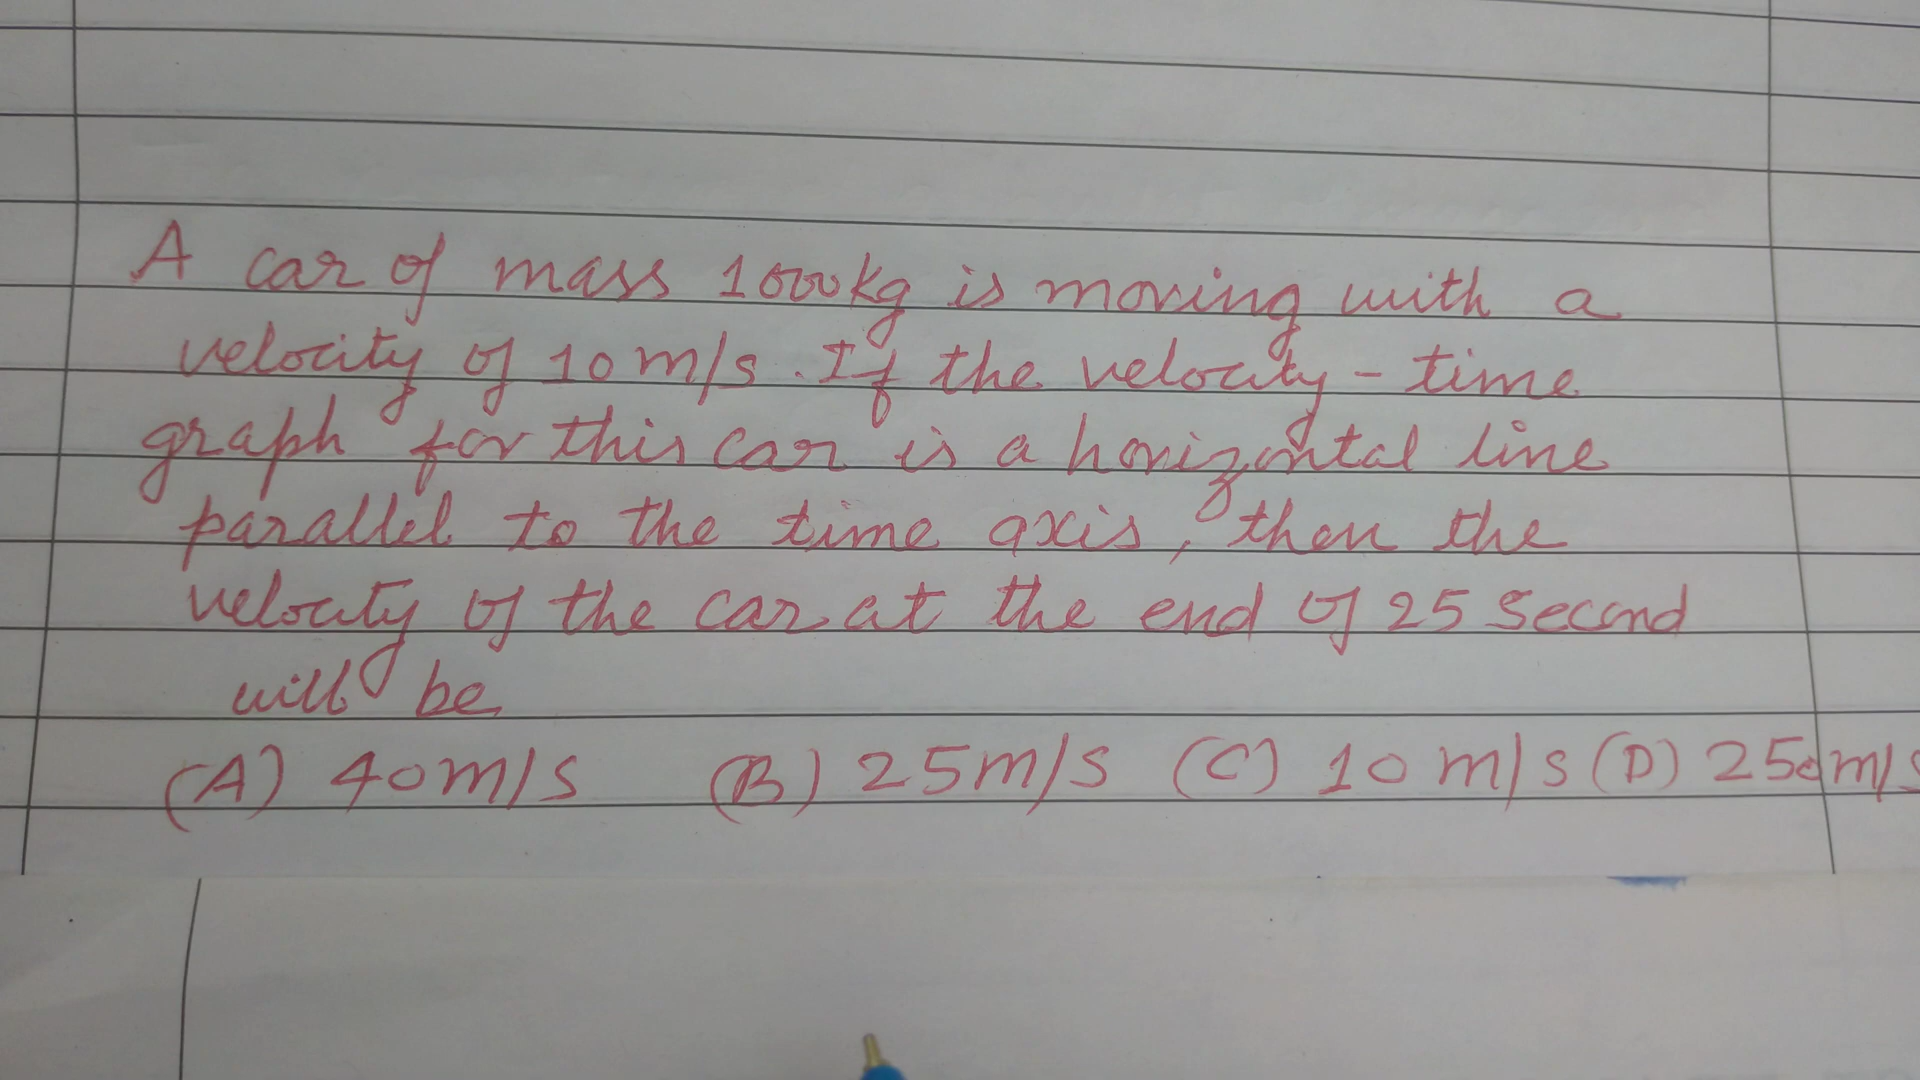 A car of mass 1000kg is moving with a
velocity of 10 m/s. If the velocity - time
graph for this car is a horizontal line
parallel to the time axis, then the
velocity of the car at the end of 25 Second
will be
(A) 40m/s (B) 25m/s (C) 10 m/s (D) 250m/s